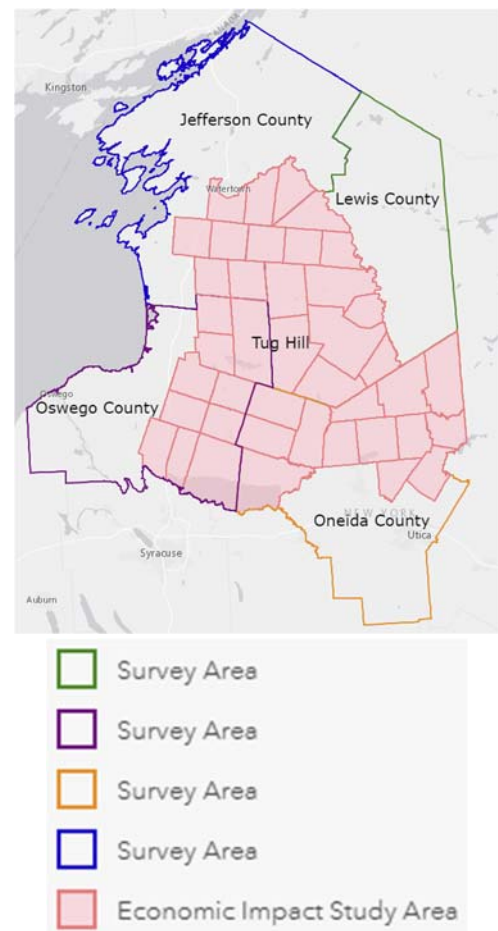 Kingston
Jefferson County
Watertown
Lewis County
Tug Hill
Oswego
Oswego County
NEW YORK
Oneida County
Utica
Syracuse
Auburn
Survey Area
Survey Area
Survey Area
Survey Area
Economic Impact Study Area